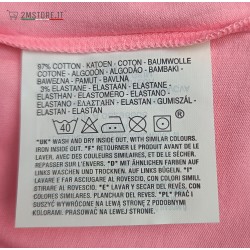 2MSTORE.IT
97% COTTON - KATOEN - COTON - BAUMWOLLE
COTONE - ALGODÓN - ALGODÃO - BAMBAKI -
BAWEŁNA - PAMUT - BAVLNA
3% ELASTANE - ELASTAAN - ELASTANE -
ELASTHAN - ELASTOMERO - ELASTANO -
ELASTANO - ΕΛΑΣΤΑΝΗ - ELASTAN - GUMISZÁL -
ELASTAN
40
*UK* WASH AND DRY INSIDE OUT, WITH SIMILAR COLOURS.
IRON INSIDE OUT. *F* RETOURNER LE PRODUIT AVANT DE LE
LAVER, AVEC DES COULEURS SIMILAIRES, ET DE SÉCHER.
REPASSER SUR L'ENVERS. *D* MIT ÄHNLICHEN FARBEN AUF
LINKS WASCHEN UND TROCKNEN, AUF LINKS BÜGELN. *I*
LAVARE E FAR ASCIUGARE A ROVESCIO, CON COLORI SIMILI.
STIRARE A ROVESCIO. *E* LAVAR Y SECAR DEL REVÉS, CON
COLORES SIMILARES. PLANCHAR DEL REVÉS. *PL* PRAĆ I
SUSZYĆ WYWRÓCONE NA LEWĄ STRONĘ Z PODOBNYMI
KOLORAMI. PRASOWAĆ NA LEWEJ STRONIE.